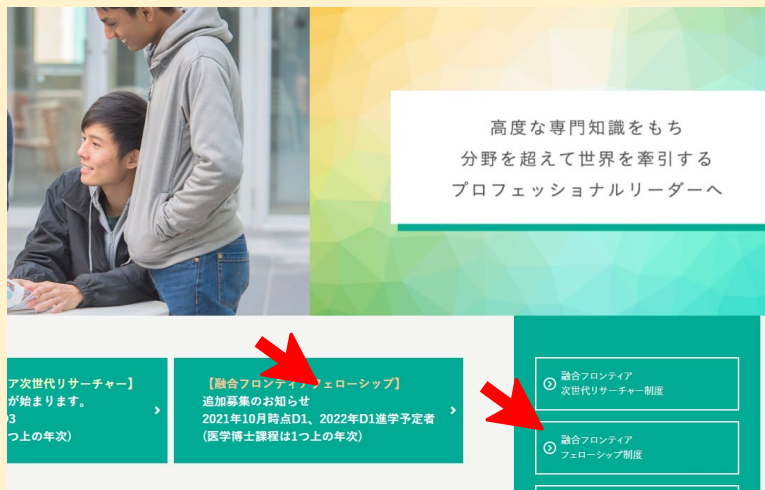 高度な専門知識をもち
分野を超えて世界を牽引する
プロフェッショナルリーダーへ
ア次世代リサーチャー】
が始まります。
3
つ上の年次)
【融合フロンティアフェローシップ】
追加募集のお知らせ
2021年10月時点D1、2022年D1進学予定者
(医学博士課程は1つ上の年次)
融合フロンティア
次世代リサーチャー制度
融合フロンティア
フェローシップ制度